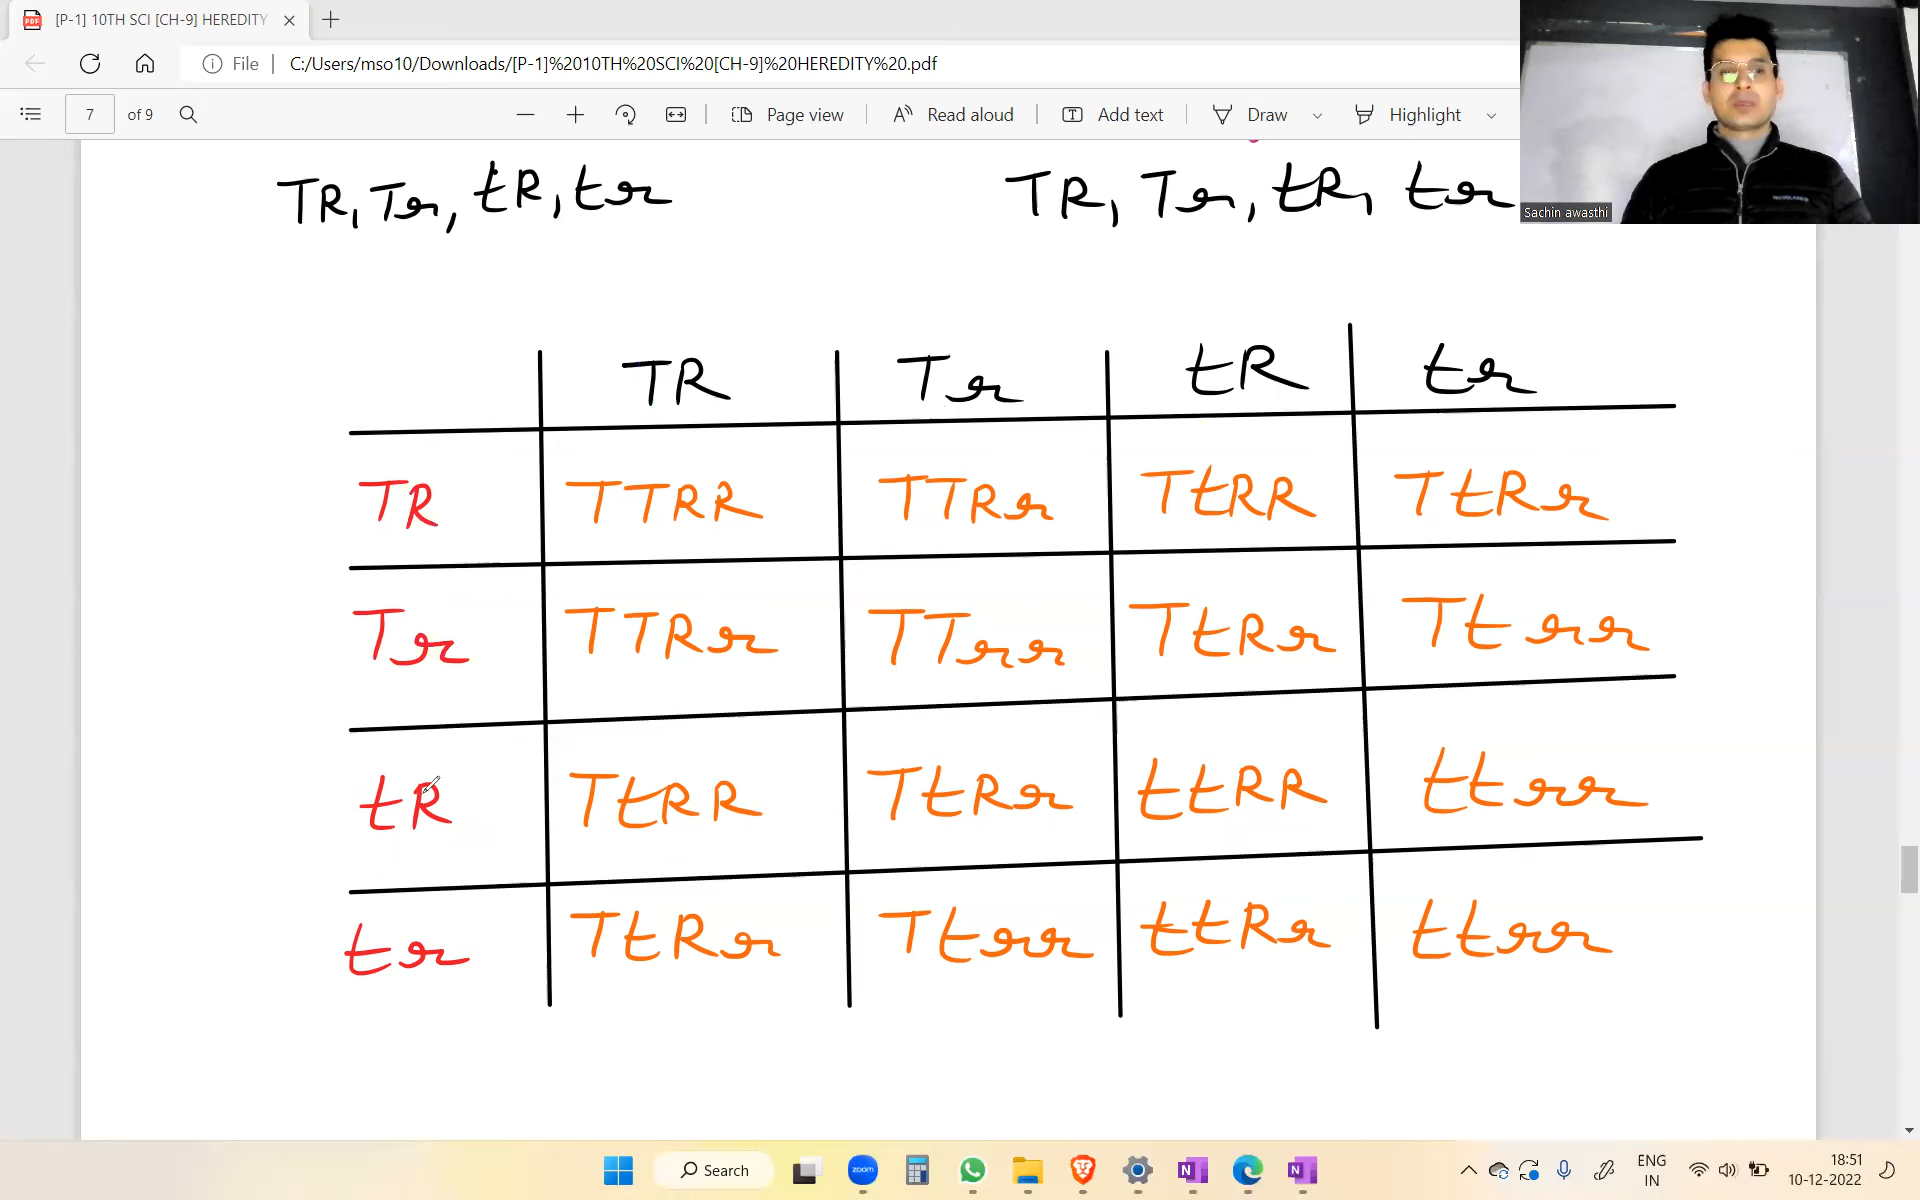 [P-1] 10TH SCI [CH-9] HEREDITY
File C:/Users/mso10/Downloads/[P-1]%2010TH%20SCI%20[CH-9]%20HEREDITY%20.pdf
7 of 9 Page view Read aloud Add text Draw Highlight
Sachin awasthi
TR, Tr, tR, tr TR, Tr, tR, tr
TR Tr tR tr
TR TTRR TTRr TtRR TtRr
Tr TTRr TTrr TtRr Ttrr
tR TtRR TtRr ttRR ttrr
tr TtRr Ttrr ttRr ttrr
Search zoom ENG IN 18:51 10-12-2022